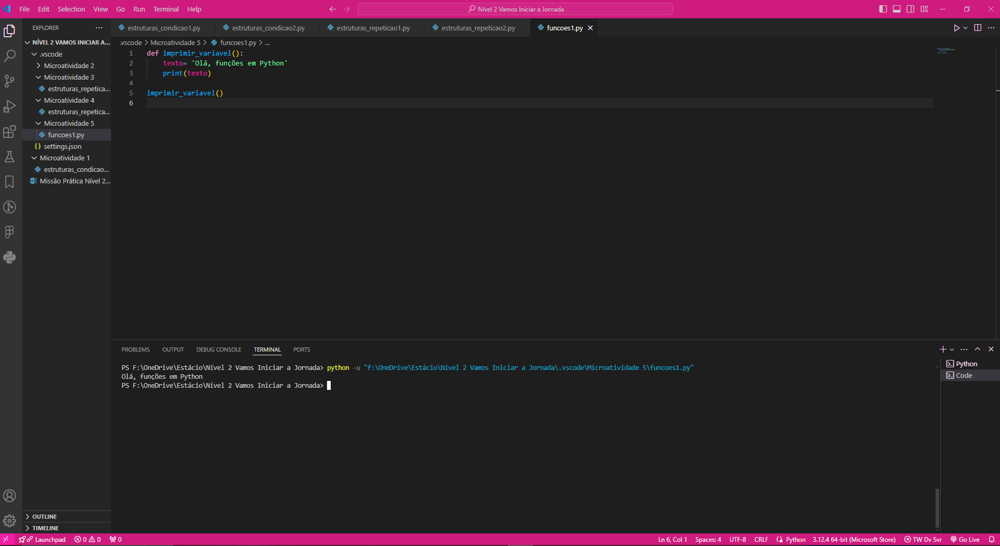 File Edit Selection View Go Run Terminal Help
Nível 2 Vamos Iniciar a Jornada
EXPLORER
NÍVEL 2 VAMOS INICIAR A...
.vscode
Microatividade 2
Microatividade 3
estruturas_repetica...
Microatividade 4
estruturas_repetica...
Microatividade 5
funcoes1.py
settings.json
Microatividade 1
estruturas_condicao...
Missão Prática Nível 2...
OUTLINE
TIMELINE
estruturas_condicao1.py estruturas_condicao2.py estruturas_repeticao1.py estruturas_repeticao2.py funcoes1.py
.vscode > Microatividade 5 > funcoes1.py > ...
1 def imprimir_variavel():
2 texto= 'Olá, funções em Python'
3 print(texto)
4
5 imprimir_variavel()
6
PROBLEMS OUTPUT DEBUG CONSOLE TERMINAL PORTS
PS F:\OneDrive\Estácio\Nível 2 Vamos Iniciar a Jornada> python -u "f:\OneDrive\Estácio\Nível 2 Vamos Iniciar a Jornada\.vscode\Microatividade 5\funcoes1.py"
Olá, funções em Python
PS F:\OneDrive\Estácio\Nível 2 Vamos Iniciar a Jornada>
Python
Code
Launchpad 0 0 0 Ln 6, Col 1 Spaces: 4 UTF-8 CRLF Python 3.12.4 64-bit (Microsoft Store) TW Dv Svr Go Live